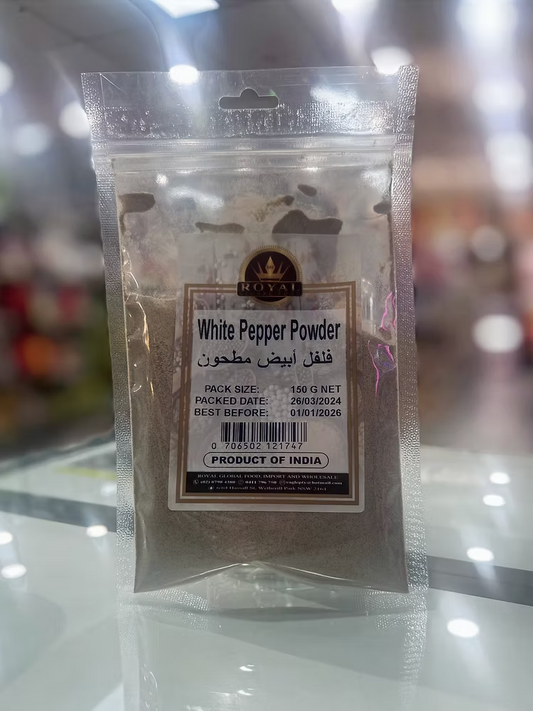 ROYAL
White Pepper Powder
فلفل أبيض مطحون
PACK SIZE: 150 G NET
PACKED DATE: 26/03/2024
BEST BEFORE: 01/01/2026
0 706502 121747
PRODUCT OF INDIA
ROYAL GLOBAL FOOD, IMPORT AND WHOLESALE